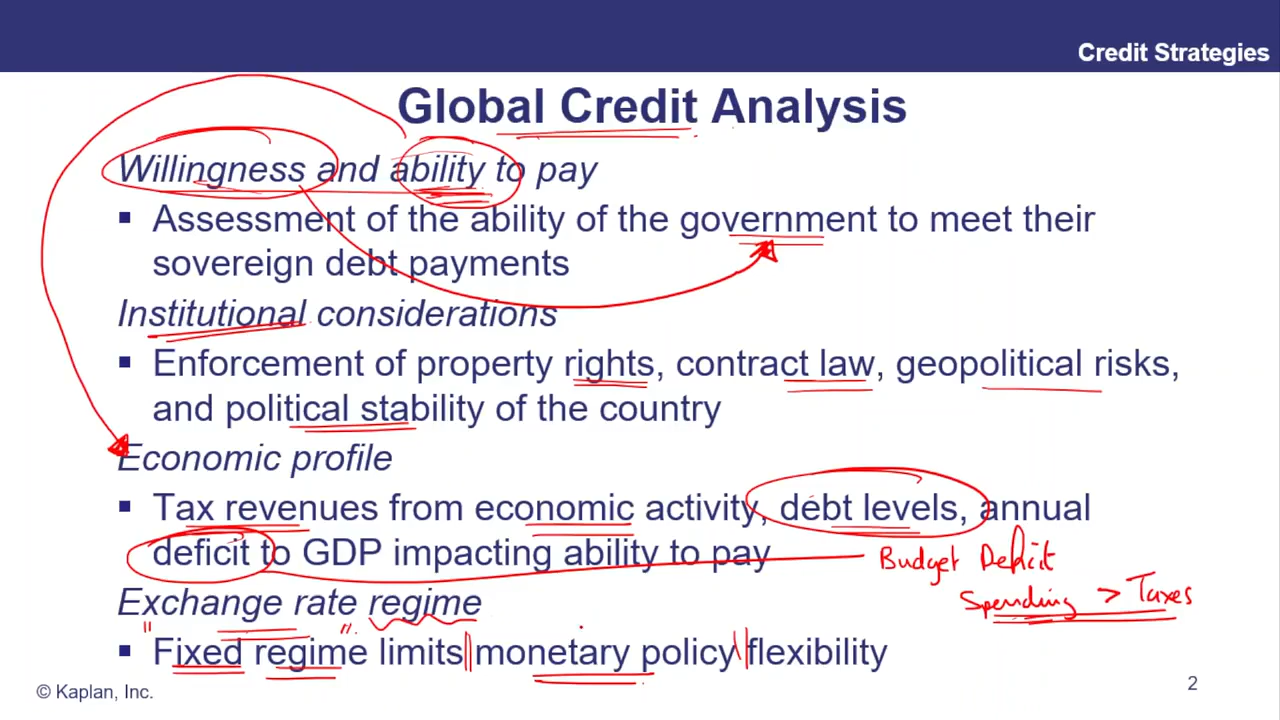 Credit Strategies
Global Credit Analysis
Willingness and ability to pay
▪ Assessment of the ability of the government to meet their
sovereign debt payments
Institutional considerations
▪ Enforcement of property rights, contract law, geopolitical risks,
and political stability of the country
Economic profile
▪ Tax revenues from economic activity, debt levels, annual
deficit to GDP impacting ability to pay
Budget Deficit
Spending > Taxes
Exchange rate regime
▪ "Fixed regime" limits monetary policy flexibility
© Kaplan, Inc.
2